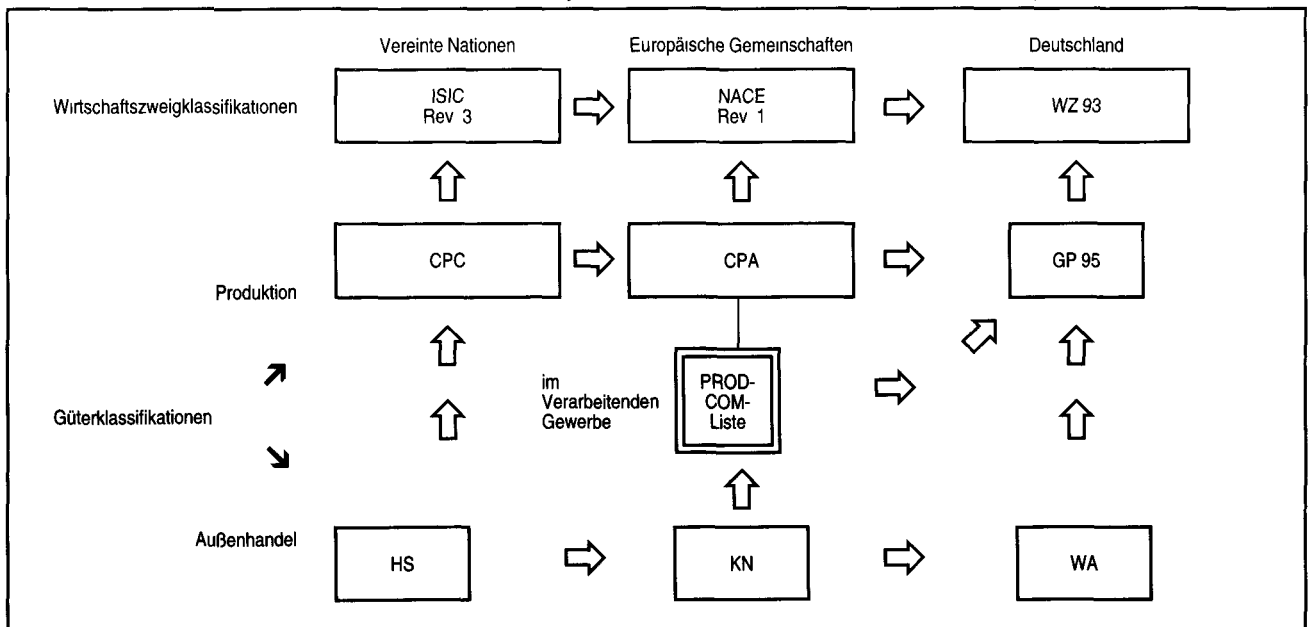 Vereinte Nationen
Europäische Gemeinschaften
Deutschland
Wirtschaftszweigklassifikationen
ISIC
Rev 3
NACE
Rev 1
WZ 93
Produktion
CPC
CPA
GP 95
Güterklassifikationen
im
Verarbeitenden
Gewerbe
PROD-
COM-
Liste
Außenhandel
HS
KN
WA